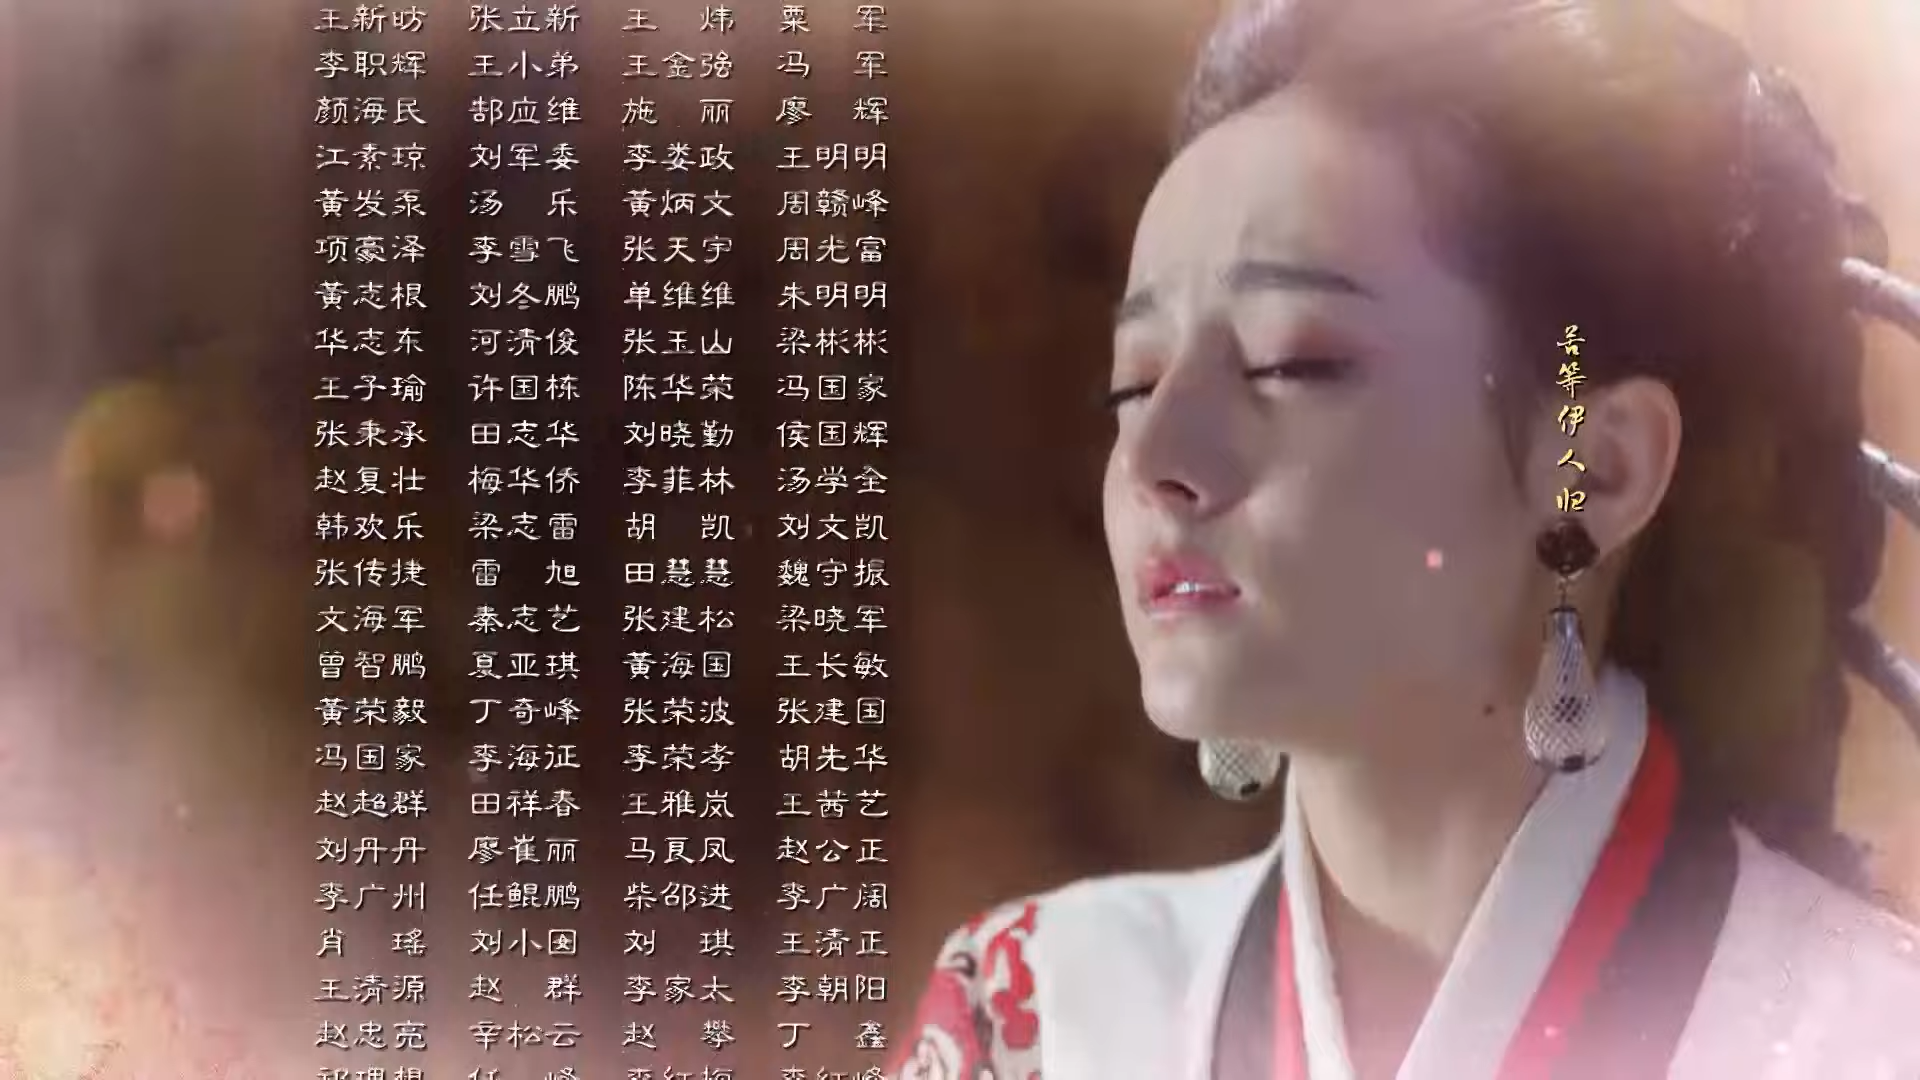 王新昉 张立新 王炜 粟军
李职辉 王小弟 王金强 冯军
颜海民 郜应维 施丽 廖辉
江素琼 刘军委 李娄政 王明明
黄发泵 汤乐 黄炳文 周赣峰
项豪泽 李雪飞 张天宇 周光富
黄志根 刘冬鹏 单维维 朱明明
华志东 河清俊 张玉山 梁彬彬
王子瑜 许国栋 陈华荣 冯国家
张秉承 田志华 刘晓勤 侯国辉
赵复壮 梅华侨 李菲林 汤学全
韩欢乐 梁志雷 胡凯 刘文凯
张传捷 雷旭 田慧慧 魏守振
文海军 秦志艺 张建松 梁晓军
曾智鹏 夏亚琪 黄海国 王长敏
黄荣毅 丁奇峰 张荣波 张建国
冯国家 李海征 李荣孝 胡先华
赵超群 田祥春 王雅岚 王茜艺
刘丹丹 廖崔丽 马良凤 赵公正
李广州 任鲲鹏 柴邵进 李广阔
肖瑶 刘小囡 刘琪 王清正
王清源 赵群 李家太 李朝阳
赵忠亮 辛松云 赵攀 丁鑫
苦等伊人归